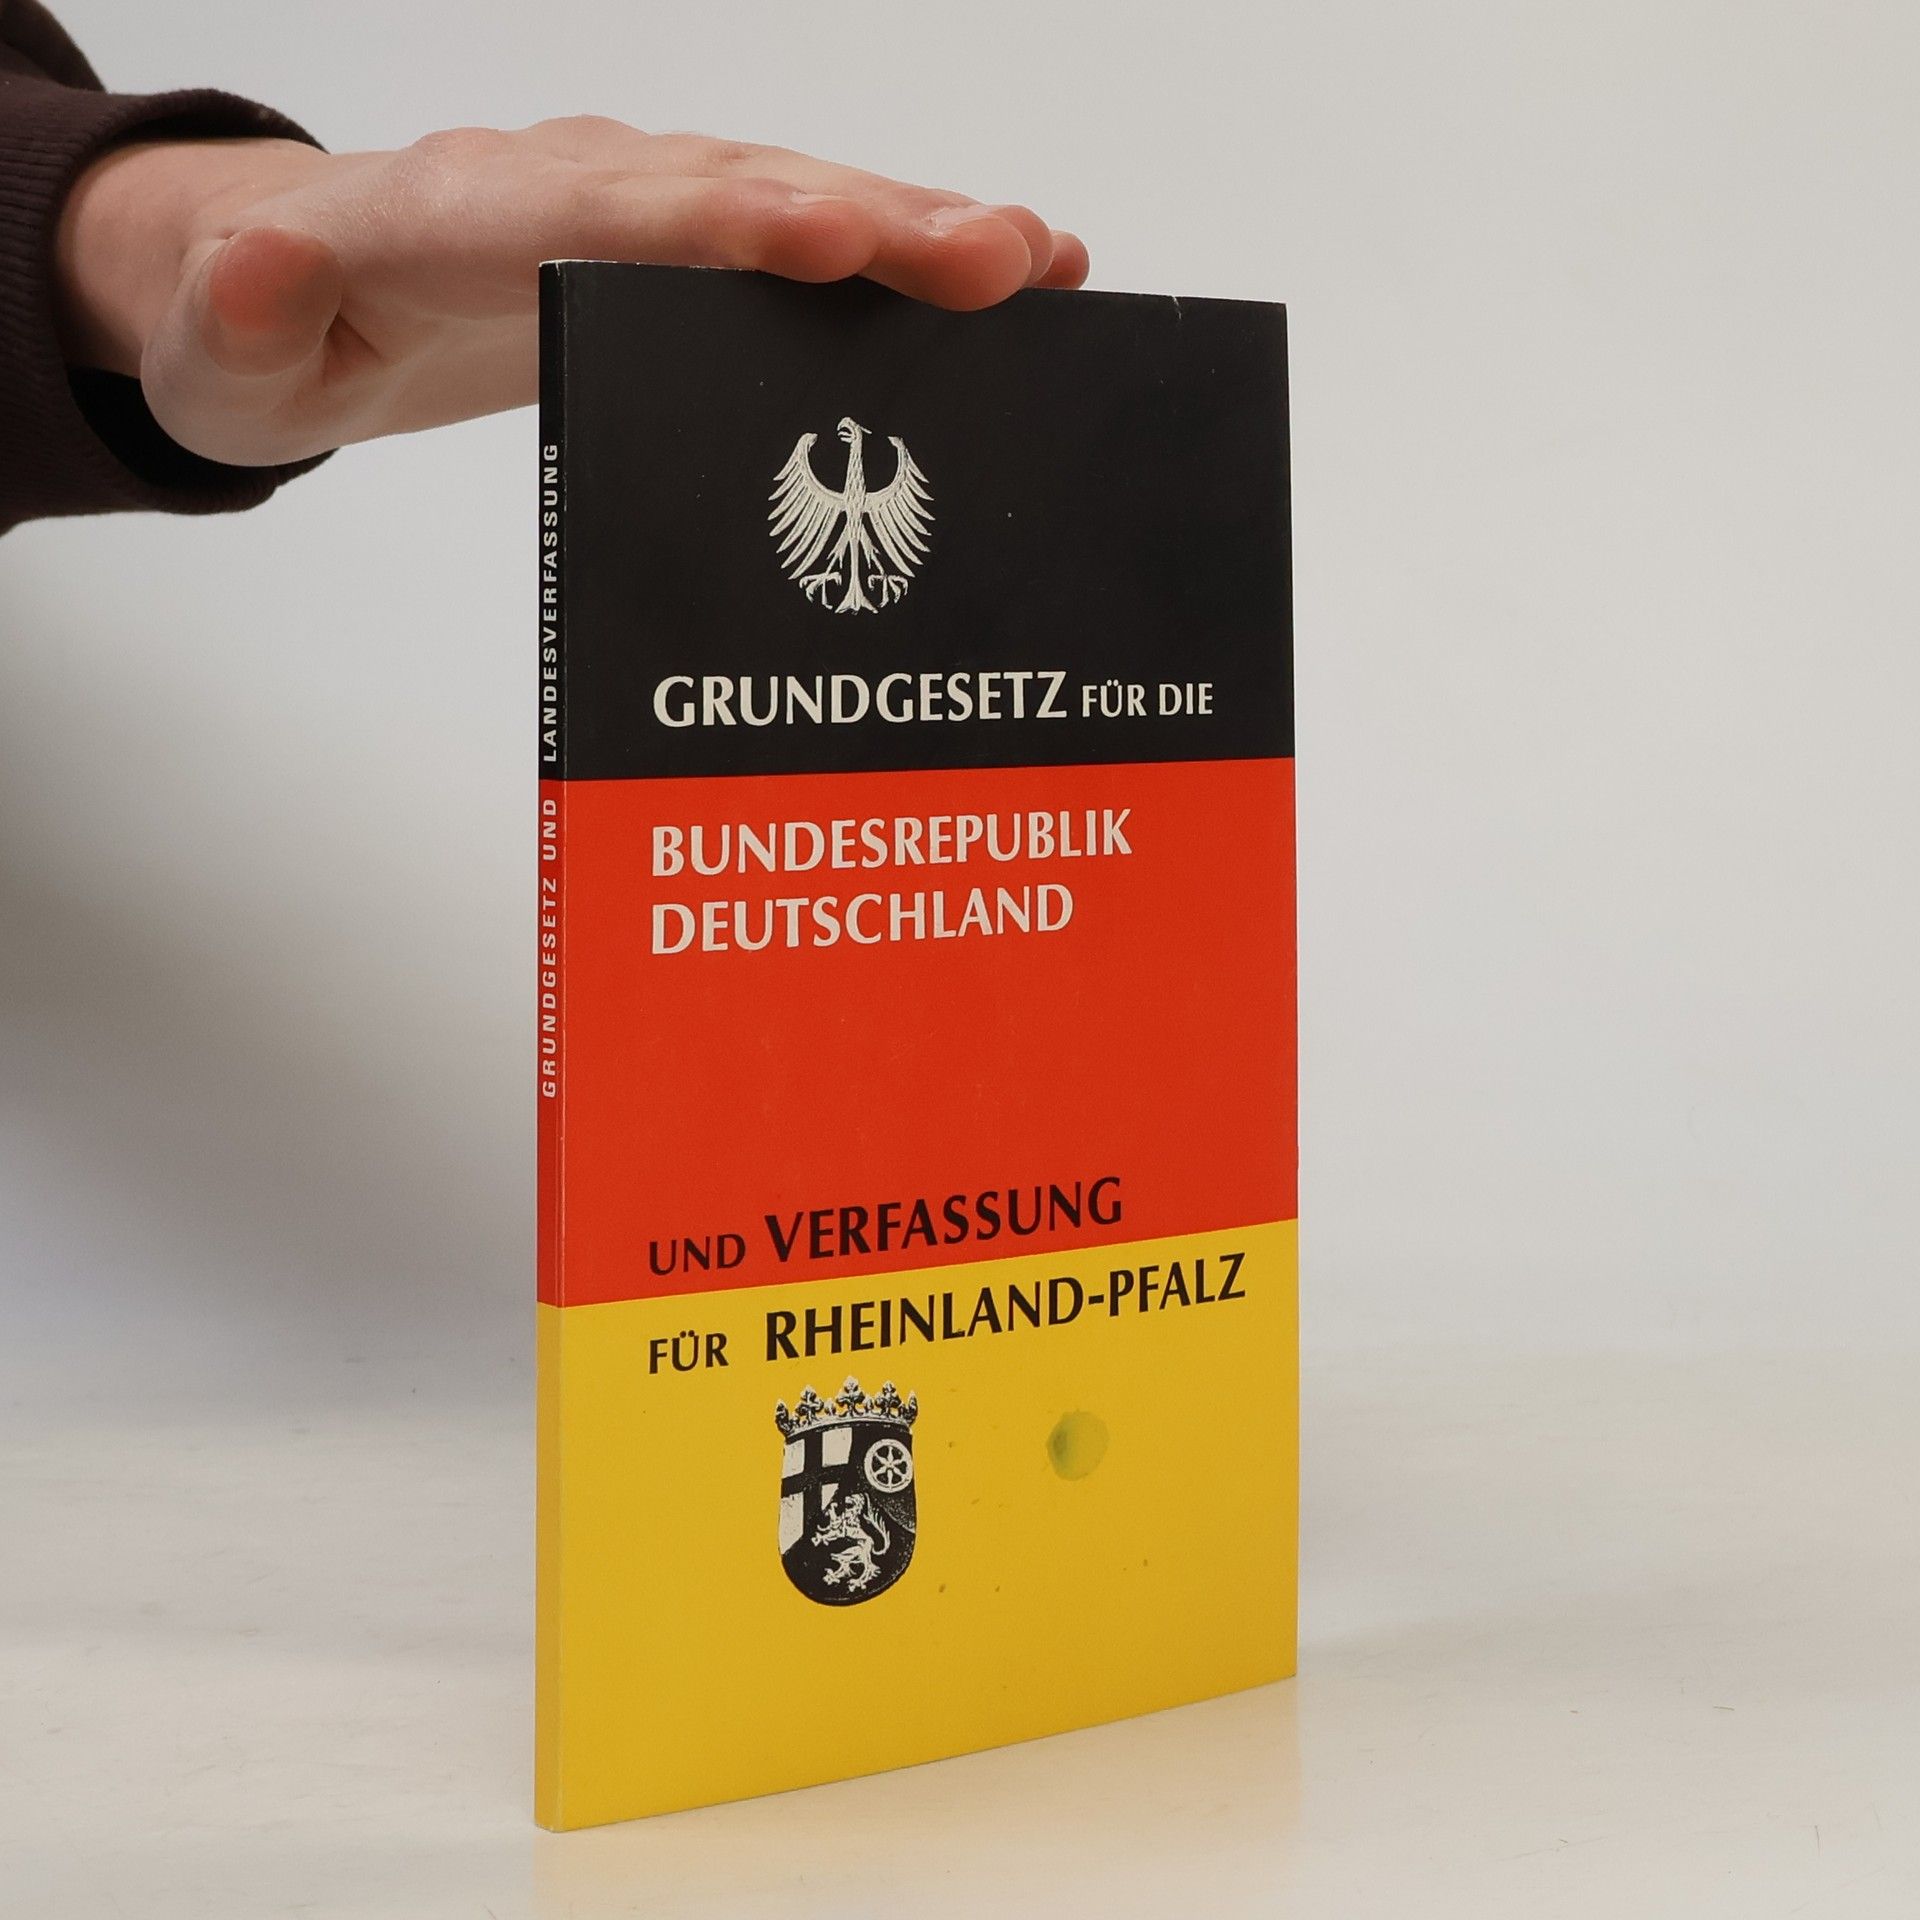 GRUNDGESETZ UND LANDESVERFASSUNG
GRUNDGESETZ FÜR DIE
BUNDESREPUBLIK
DEUTSCHLAND
UND VERFASSUNG
FÜR RHEINLAND-PFALZ